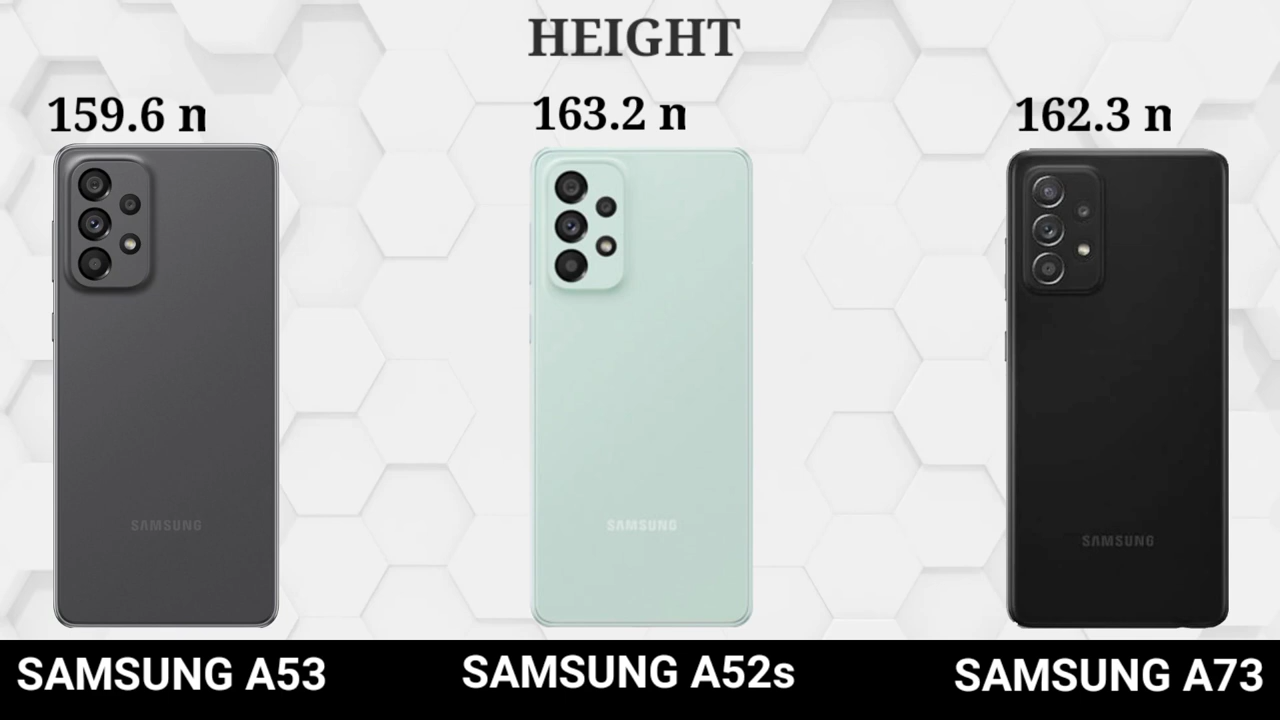 HEIGHT
159.6 n
163.2 n
162.3 n
SAMSUNG
SAMSUNG
SAMSUNG
SAMSUNG A53
SAMSUNG A52s
SAMSUNG A73